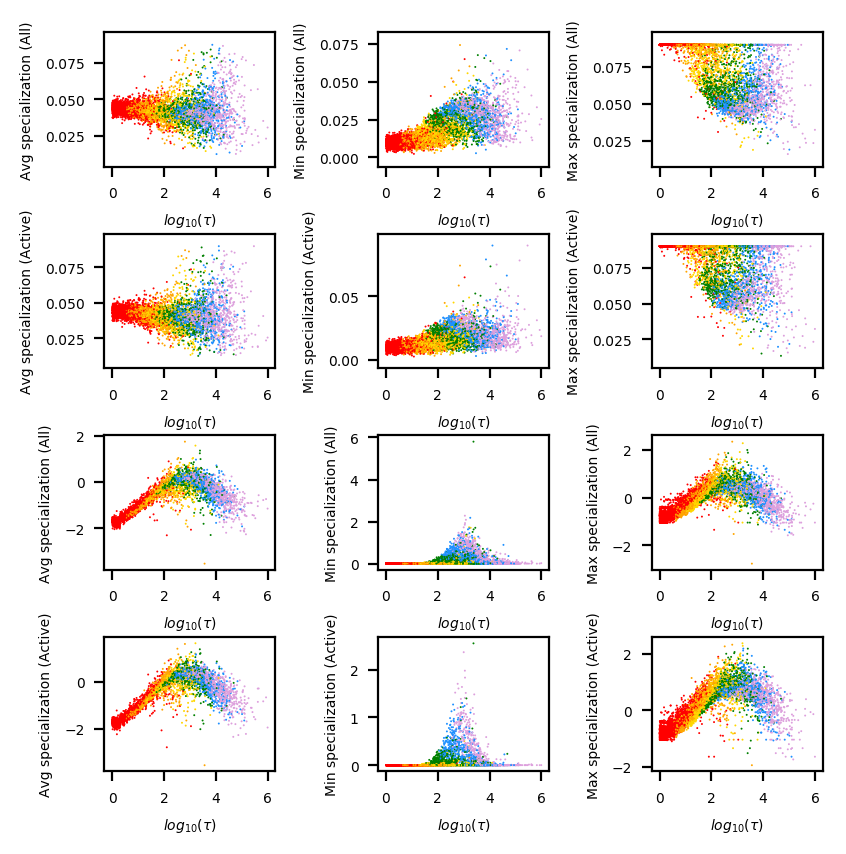 Avg specialization (All)
0.075
0.050
0.025
0 2 4 6
log10(τ)
Min specialization (All)
0.075
0.050
0.025
0.000
0 2 4 6
log10(τ)
Max specialization (All)
0.075
0.050
0.025
0 2 4 6
log10(τ)
Avg specialization (Active)
0.075
0.050
0.025
0 2 4 6
log10(τ)
Min specialization (Active)
0.05
0.00
0 2 4 6
log10(τ)
Max specialization (Active)
0.075
0.050
0.025
0 2 4 6
log10(τ)
Avg specialization (All)
2
0
−2
0 2 4 6
log10(τ)
Min specialization (All)
6
4
2
0
0 2 4 6
log10(τ)
Max specialization (All)
2
0
−2
0 2 4 6
log10(τ)
Avg specialization (Active)
0
−2
0 2 4 6
log10(τ)
Min specialization (Active)
2
1
0
0 2 4 6
log10(τ)
Max specialization (Active)
2
0
−2
0 2 4 6
log10(τ)